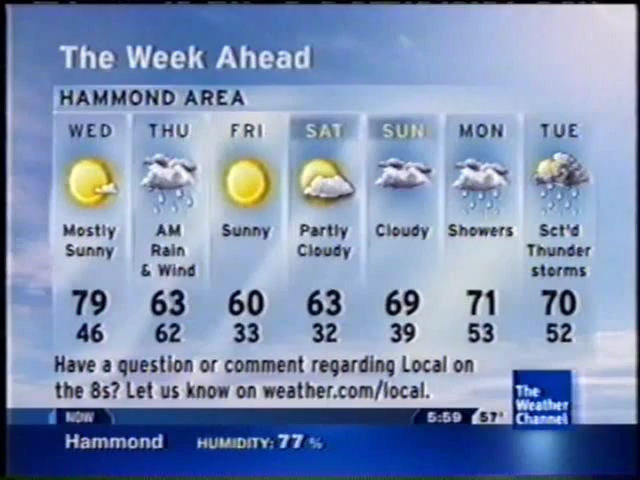 The Week Ahead
HAMMOND AREA
WED THU FRI SAT SUN MON TUE
Mostly Sunny
AM Rain & Wind
Sunny
Partly Cloudy
Cloudy
Showers
Sct'd Thunder storms
79 63 60 63 69 71 70
46 62 33 32 39 53 52
Have a question or comment regarding Local on
the 8s? Let us know on weather.com/local.
The
Weather
Channel
NOW 5:59 57°
Hammond HUMIDITY: 77 %